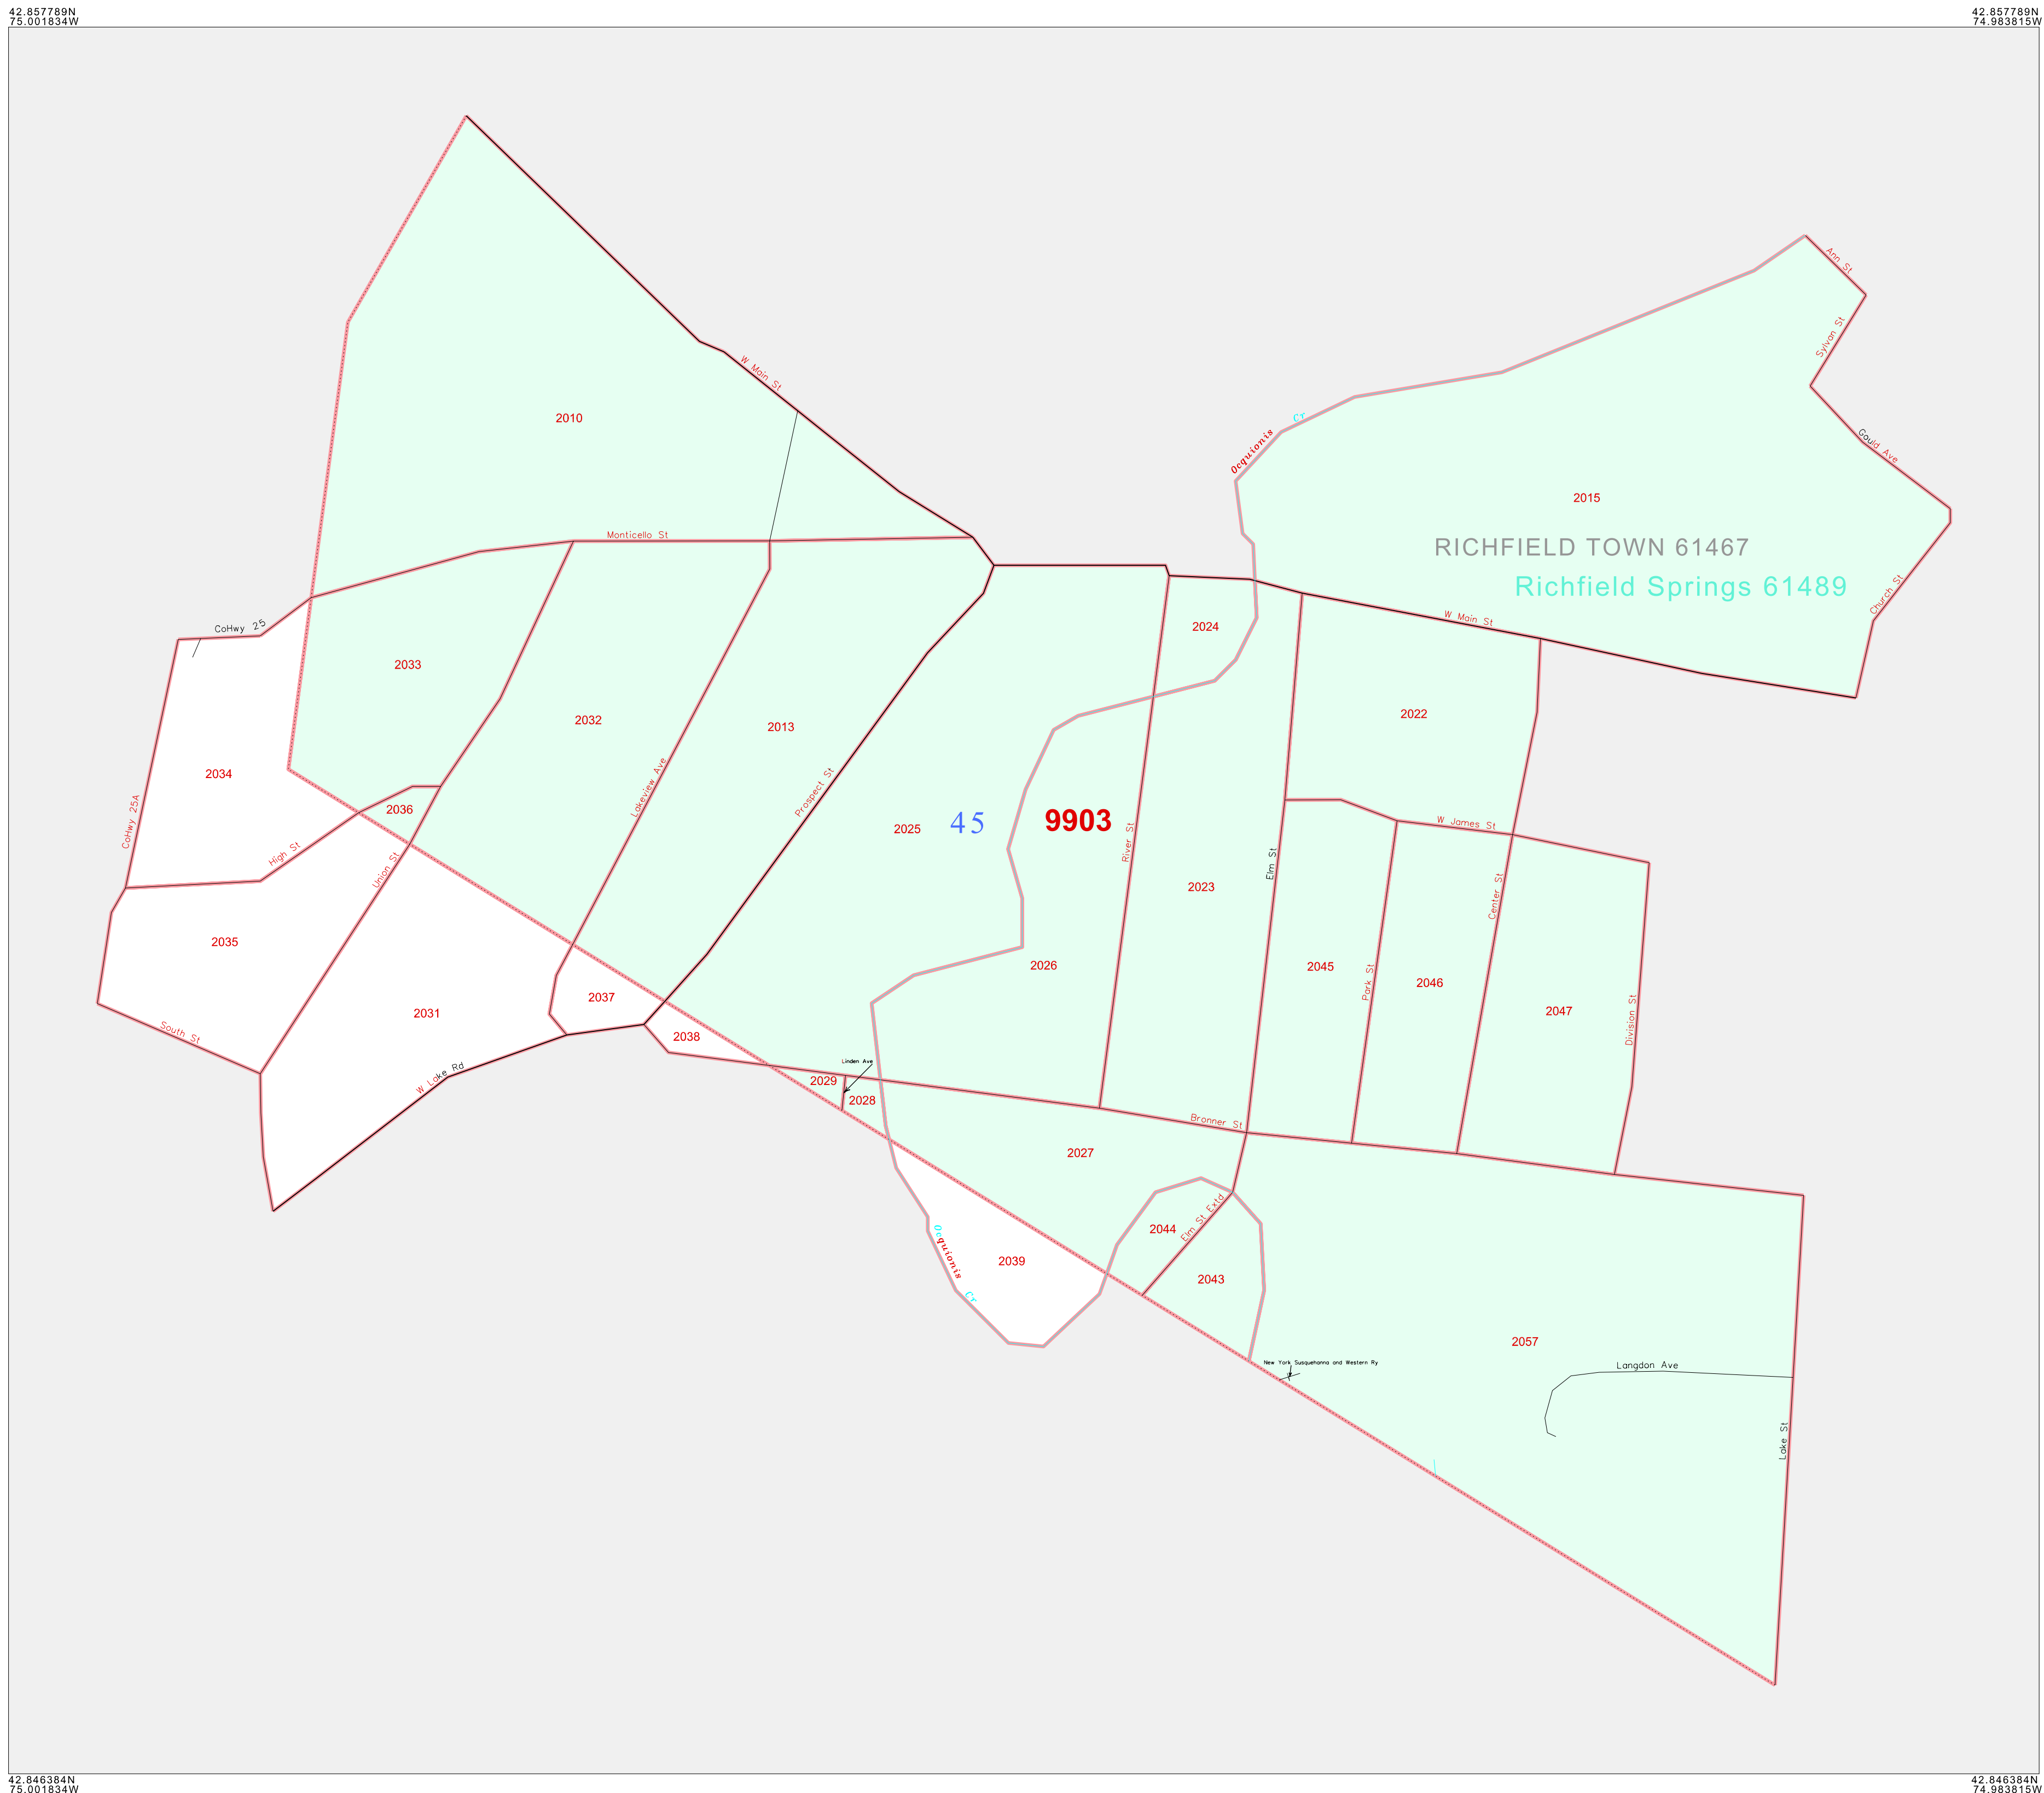 42.857789N
75.001834W
42.857789N
74.983815W
Ann St
Sylvan St
W Main St
2010
Ocquionis
Cr
Gould Ave
2015
Monticello St
RICHFIELD TOWN 61467
Richfield Springs 61489
Church St
CoHwy 25
2024
W Main St
2033
2032
2013
2022
2034
Lakeview Ave
Prospect St
2036
CoHwy 25A
2025
45
9903
River St
W James St
High St
Union St
Elm St
2023
Center St
2035
2026
2045
Park St
2046
2037
2031
2047
Division St
South St
2038
Linden Ave
W Lake Rd
2029
2028
Bronner St
2027
Ocquionis
Cr
2039
2044
Elm St Extd
2043
2057
New York Susquehanna and Western Ry
Langdon Ave
Lake St
42.846384N
75.001834W
42.846384N
74.983815W